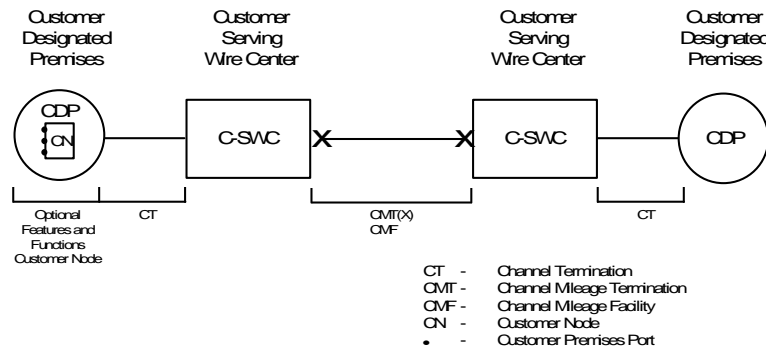 Customer Designated Premises
Customer Serving Wire Center
Customer Serving Wire Center
Customer Designated Premises
CDP
CN
C-SWC
X
X
C-SWC
CDP
Optional Features and Functions Customer Node
CT
CMT(X)
CMF
CT
CT - Channel Termination
CMT - Channel Mileage Termination
CMF - Channel Mileage Facility
CN - Customer Node
• - Customer Premises Port